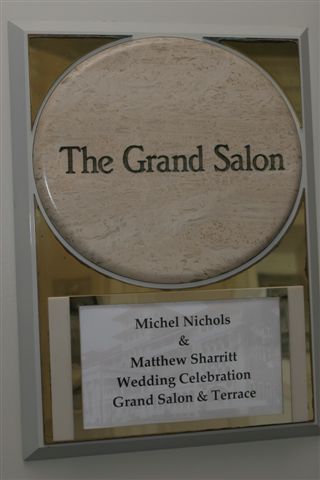 The Grand Salon
Michel Nichols
&
Matthew Sharritt
Wedding Celebration
Grand Salon & Terrace